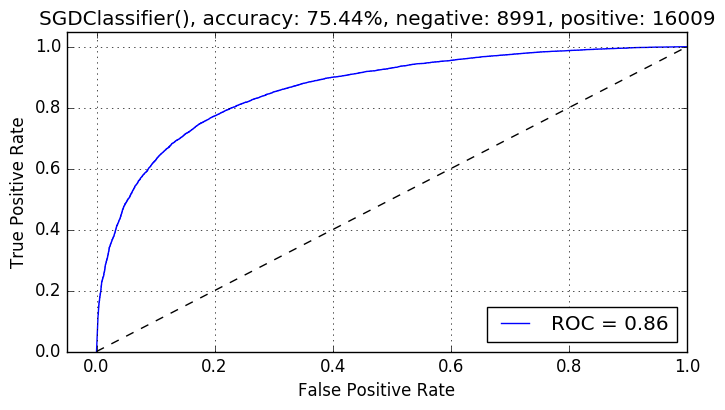 SGDClassifier(), accuracy: 75.44%, negative: 8991, positive: 16009
1.0
0.8
0.6
0.4
0.2
0.0
True Positive Rate
ROC = 0.86
0.0 0.2 0.4 0.6 0.8 1.0
False Positive Rate